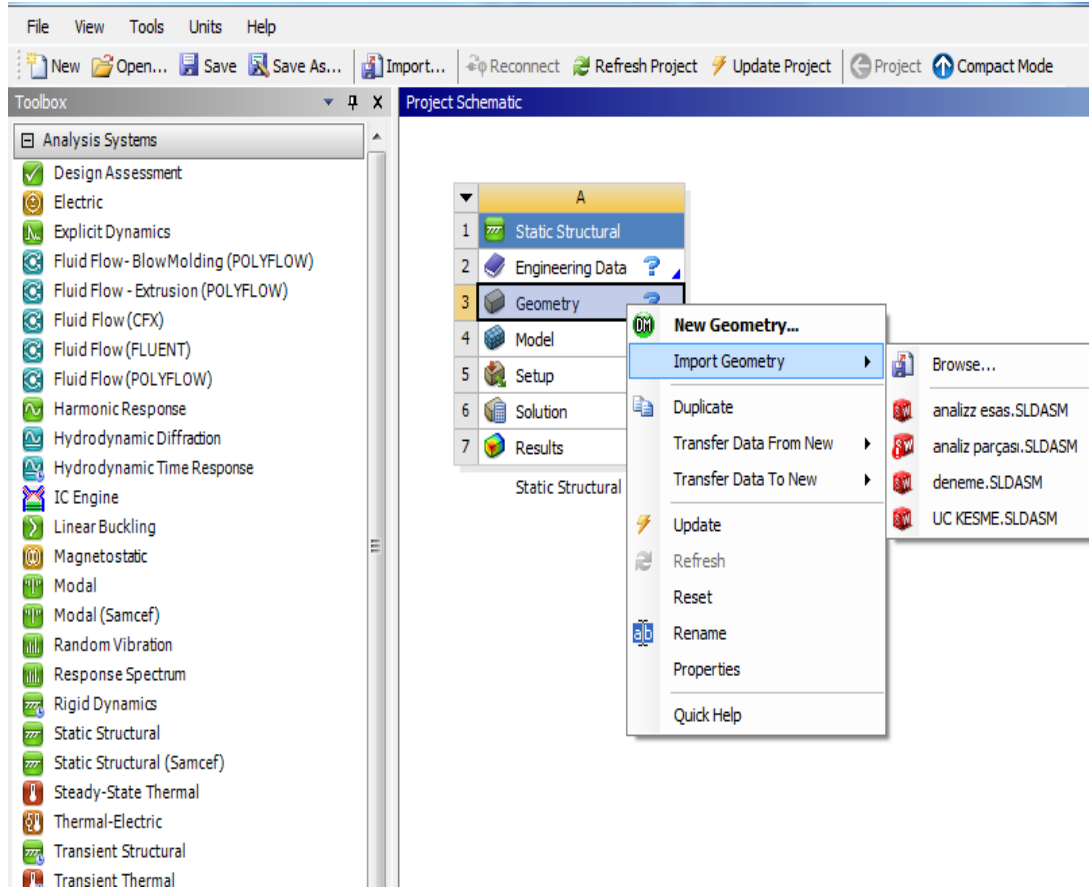 File View Tools Units Help
New Open... Save Save As... Import... Reconnect Refresh Project Update Project Project Compact Mode
Toolbox
Project Schematic
Analysis Systems
Design Assessment
Electric
Explicit Dynamics
Fluid Flow- BlowMolding (POLYFLOW)
Fluid Flow - Extrusion (POLYFLOW)
Fluid Flow (CFX)
Fluid Flow (FLUENT)
Fluid Flow (POLYFLOW)
Harmonic Response
Hydrodynamic Diffraction
Hydrodynamic Time Response
IC Engine
Linear Buckling
Magnetostatic
Modal
Modal (Samcef)
Random Vibration
Response Spectrum
Rigid Dynamics
Static Structural
Static Structural (Samcef)
Steady-State Thermal
Thermal-Electric
Transient Structural
Transient Thermal
A
1 Static Structural
2 Engineering Data ?
3 Geometry ?
4 Model
5 Setup
6 Solution
7 Results
Static Structural
DM New Geometry...
Import Geometry
Duplicate
Transfer Data From New
Transfer Data To New
Update
Refresh
Reset
ab Rename
Properties
Quick Help
Browse...
SW analizz esas.SLDASM
SW analiz parçası.SLDASM
SW deneme.SLDASM
SW UC KESME.SLDASM